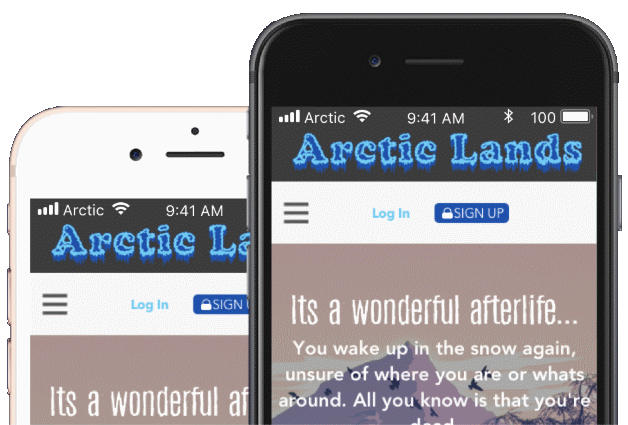 Arctic 9:41 AM 100
Arctic Lands
Log In SIGN UP
Its a wonderful afterlife...
You wake up in the snow again,
unsure of where you are or whats
around. All you know is that you're
dead
Arctic 9:41 AM
Arctic La
Log In SIGN U
Its a wonderful af